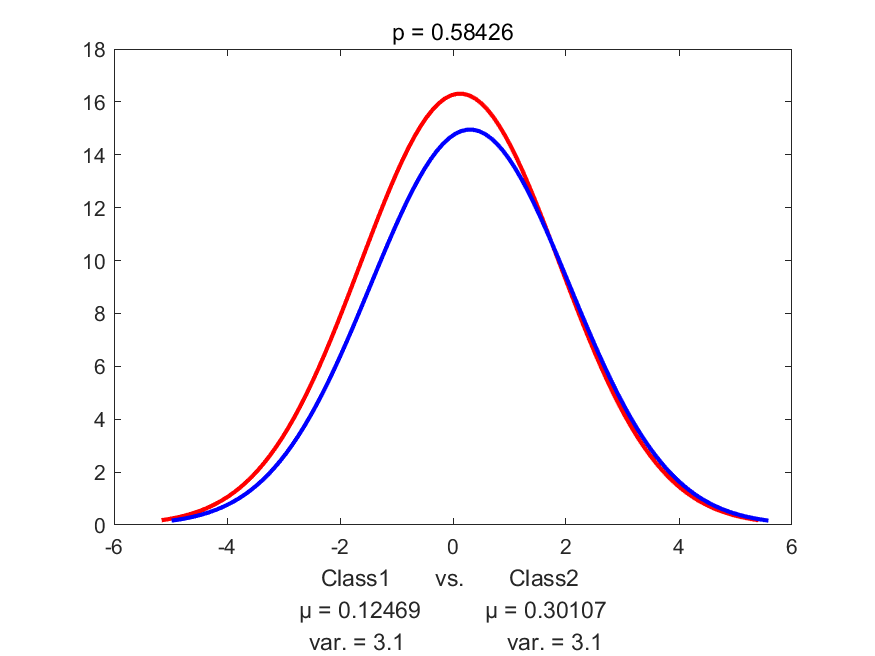 p = 0.58426
18
16
14
12
10
8
6
4
2
0
-6 -4 -2 0 2 4 6
Class1 vs. Class2
μ = 0.12469 μ = 0.30107
var. = 3.1 var. = 3.1